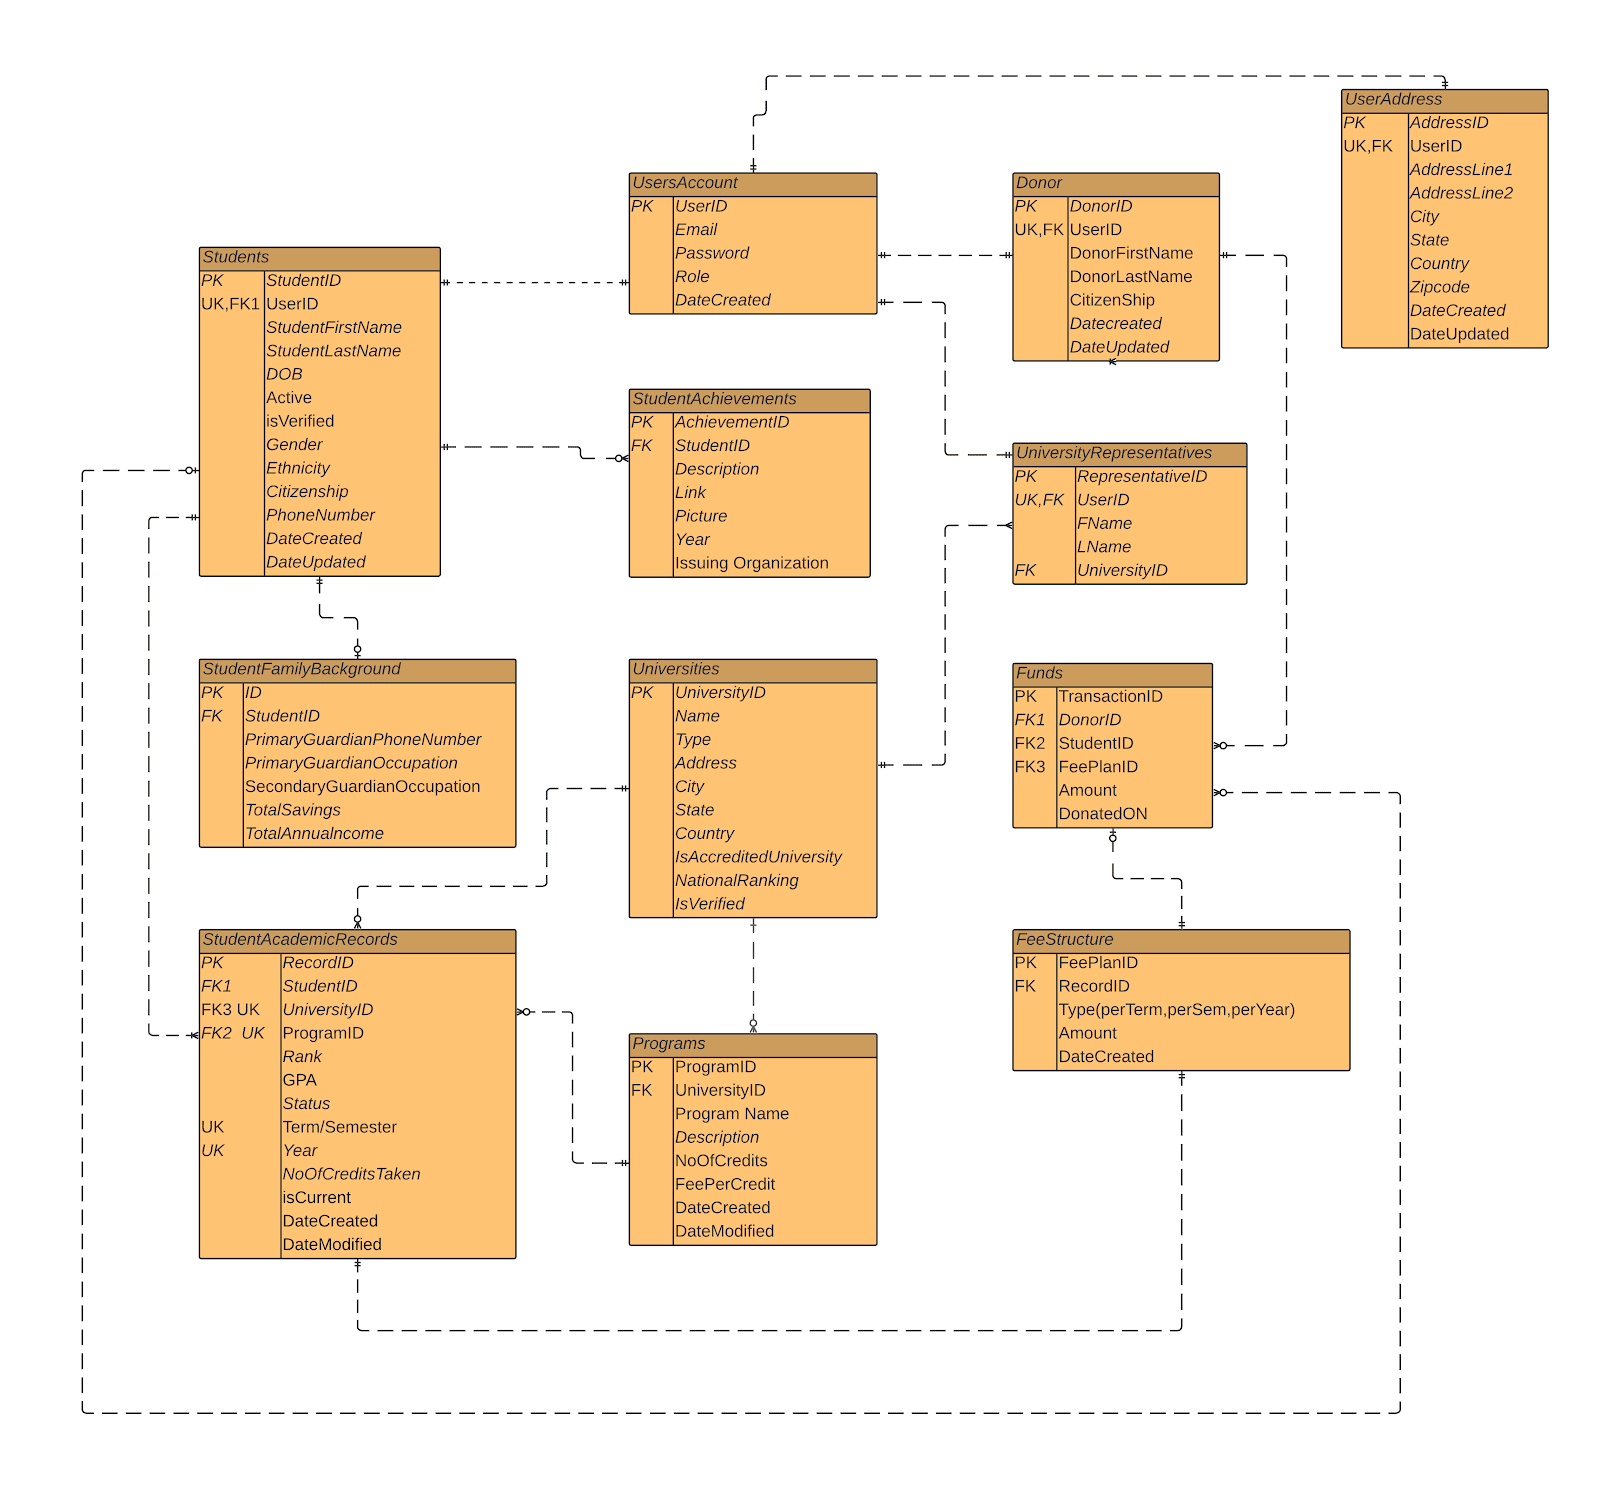 UserAddress
PK AddressID
UK,FK UserID
AddressLine1
AddressLine2
City
State
Country
Zipcode
DateCreated
DateUpdated
UsersAccount
PK UserID
Email
Password
Role
DateCreated
Donor
PK DonorID
UK,FK UserID
DonorFirstName
DonorLastName
CitizenShip
Datecreated
DateUpdated
Students
PK StudentID
UK,FK1 UserID
StudentFirstName
StudentLastName
DOB
Active
isVerified
Gender
Ethnicity
Citizenship
PhoneNumber
DateCreated
DateUpdated
StudentAchievements
PK AchievementID
FK StudentID
Description
Link
Picture
Year
Issuing Organization
UniversityRepresentatives
PK RepresentativeID
UK,FK UserID
FName
LName
FK UniversityID
StudentFamilyBackground
PK ID
FK StudentID
PrimaryGuardianPhoneNumber
PrimaryGuardianOccupation
SecondaryGuardianOccupation
TotalSavings
TotalAnnualncome
Universities
PK UniversityID
Name
Type
Address
City
State
Country
IsAccreditedUniversity
NationalRanking
IsVerified
Funds
PK TransactionID
FK1 DonorID
FK2 StudentID
FK3 FeePlanID
Amount
DonatedON
StudentAcademicRecords
PK RecordID
FK1 StudentID
FK3 UK UniversityID
FK2 UK ProgramID
Rank
GPA
Status
UK Term/Semester
UK Year
NoOfCreditsTaken
isCurrent
DateCreated
DateModified
Programs
PK ProgramID
FK UniversityID
Program Name
Description
NoOfCredits
FeePerCredit
DateCreated
DateModified
FeeStructure
PK FeePlanID
FK RecordID
Type(perTerm,perSem,perYear)
Amount
DateCreated